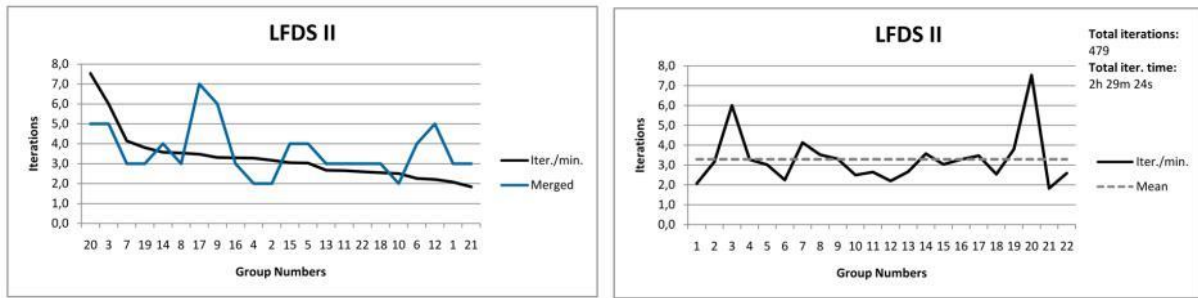 LFDS II
8,0
7,0
6,0
5,0
4,0
3,0
2,0
1,0
0,0
Iterations
20 3 7 19 14 8 17 9 16 4 2 15 5 13 11 22 18 10 6 12 1 21
Group Numbers
Iter./min.
Merged
LFDS II
Total iterations:
479
Total iter. time:
2h 29m 24s
8,0
7,0
6,0
5,0
4,0
3,0
2,0
1,0
0,0
Iterations
1 2 3 4 5 6 7 8 9 10 11 12 13 14 15 16 17 18 19 20 21 22
Group Numbers
Iter./min.
Mean